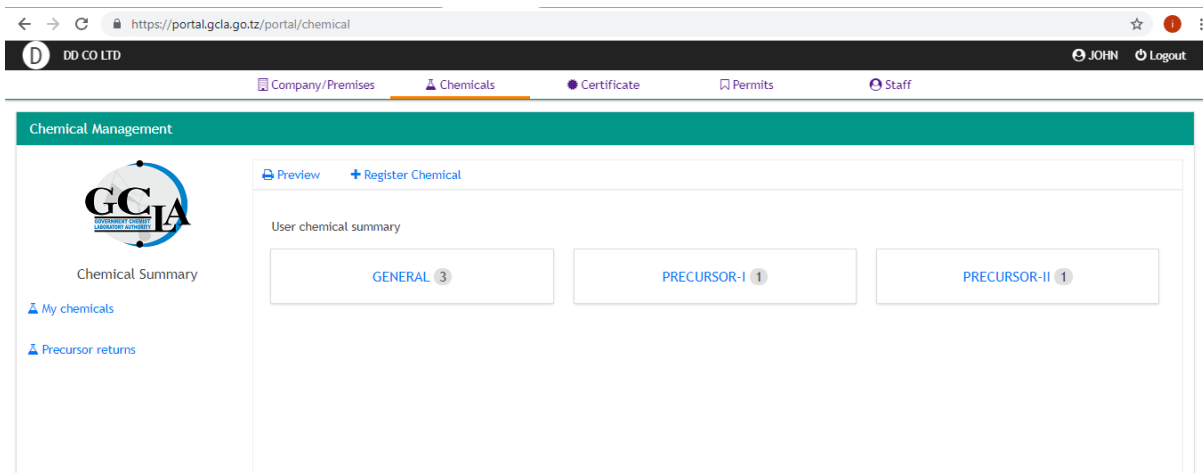 https://portal.gcla.go.tz/portal/chemical
i
D DD CO LTD JOHN Logout
Company/Premises Chemicals Certificate Permits Staff
Chemical Management
Preview + Register Chemical
GCLA
GOVERNMENT CHEMIST
LABORATORY AUTHORITY
User chemical summary
Chemical Summary
GENERAL 3 PRECURSOR-I 1 PRECURSOR-II 1
My chemicals
Precursor returns